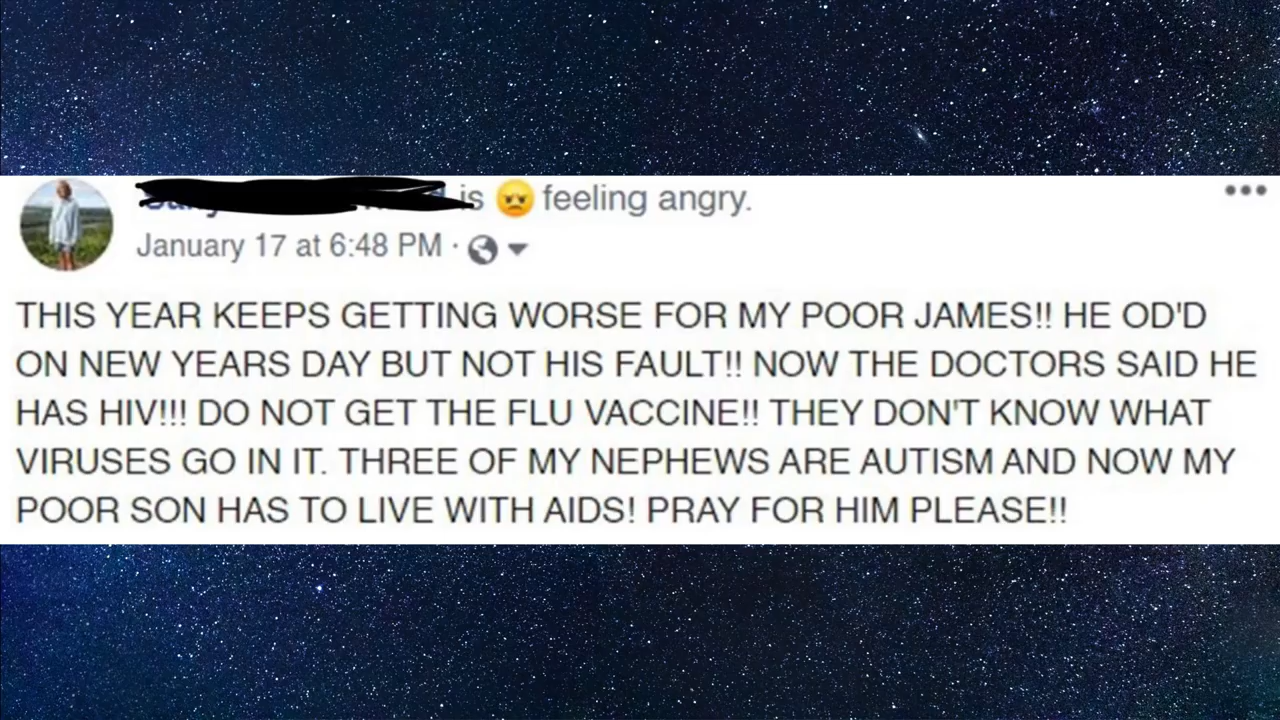 is 😡 feeling angry.
January 17 at 6:48 PM ·
THIS YEAR KEEPS GETTING WORSE FOR MY POOR JAMES!! HE OD'D
ON NEW YEARS DAY BUT NOT HIS FAULT!! NOW THE DOCTORS SAID HE
HAS HIV!!! DO NOT GET THE FLU VACCINE!! THEY DON'T KNOW WHAT
VIRUSES GO IN IT. THREE OF MY NEPHEWS ARE AUTISM AND NOW MY
POOR SON HAS TO LIVE WITH AIDS! PRAY FOR HIM PLEASE!!